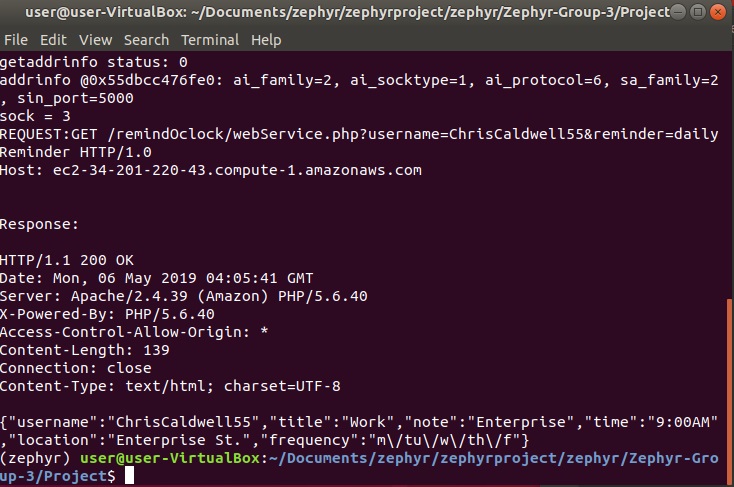 user@user-VirtualBox: ~/Documents/zephyr/zephyrproject/zephyr/Zephyr-Group-3/Project
File Edit View Search Terminal Help
getaddrinfo status: 0
addrinfo @0x55dbcc476fe0: ai_family=2, ai_socktype=1, ai_protocol=6, sa_family=2
, sin_port=5000
sock = 3
REQUEST:GET /remindOclock/webService.php?username=ChrisCaldwell55&reminder=daily
Reminder HTTP/1.0
Host: ec2-34-201-220-43.compute-1.amazonaws.com
Response:
HTTP/1.1 200 OK
Date: Mon, 06 May 2019 04:05:41 GMT
Server: Apache/2.4.39 (Amazon) PHP/5.6.40
X-Powered-By: PHP/5.6.40
Access-Control-Allow-Origin: *
Content-Length: 139
Connection: close
Content-Type: text/html; charset=UTF-8
{"username":"ChrisCaldwell55","title":"Work","note":"Enterprise","time":"9:00AM"
,"location":"Enterprise St.","frequency":"m\/tu\/w\/th\/f"}
(zephyr) user@user-VirtualBox:~/Documents/zephyr/zephyrproject/zephyr/Zephyr-Gro
up-3/Project$